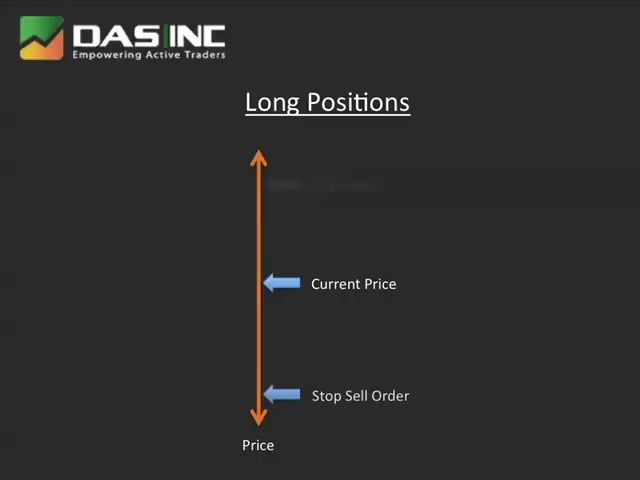 DAS|INC
Empowering Active Traders
Long Positions
Current Price
Stop Sell Order
Price